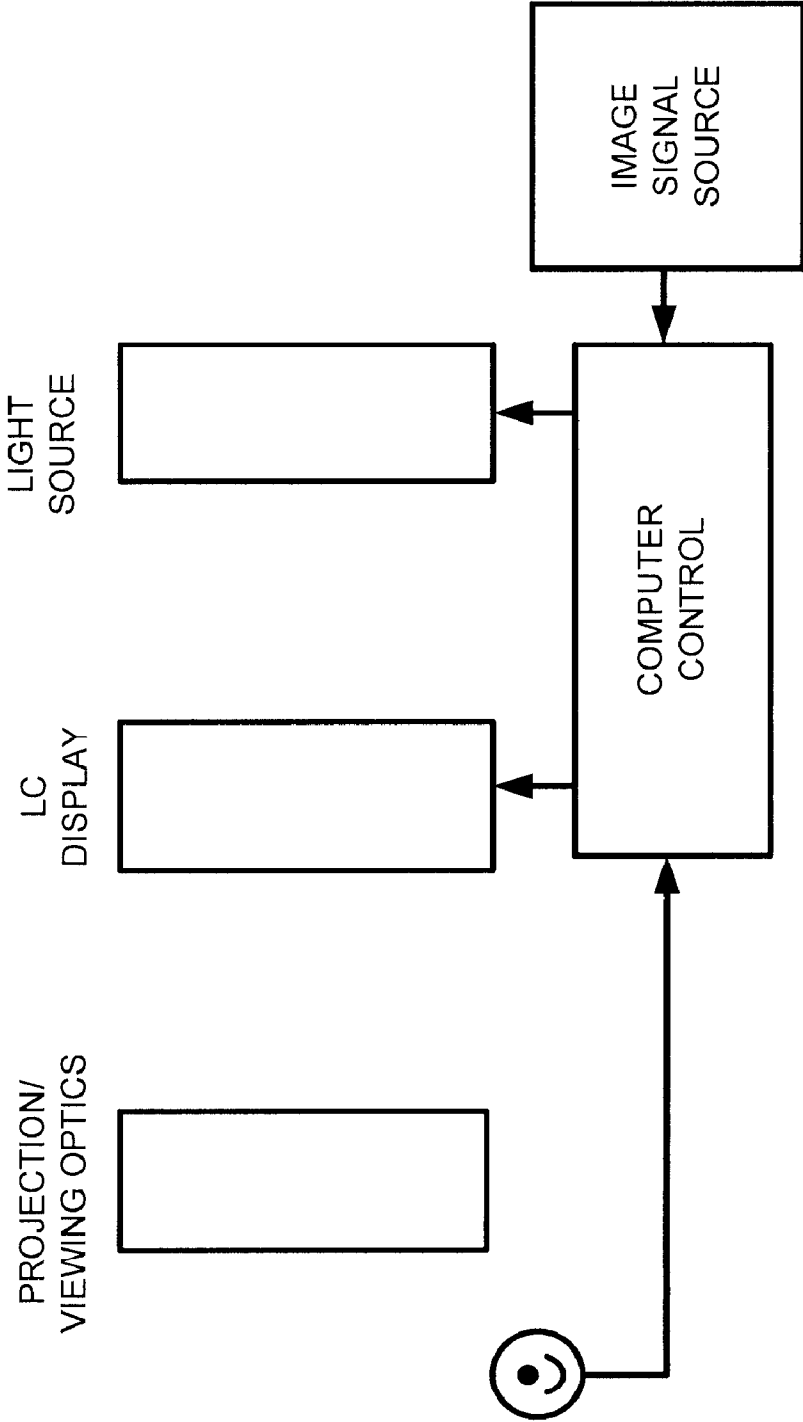 PROJECTION/
VIEWING OPTICS
LC
DISPLAY
LIGHT
SOURCE
COMPUTER
CONTROL
IMAGE
SIGNAL
SOURCE